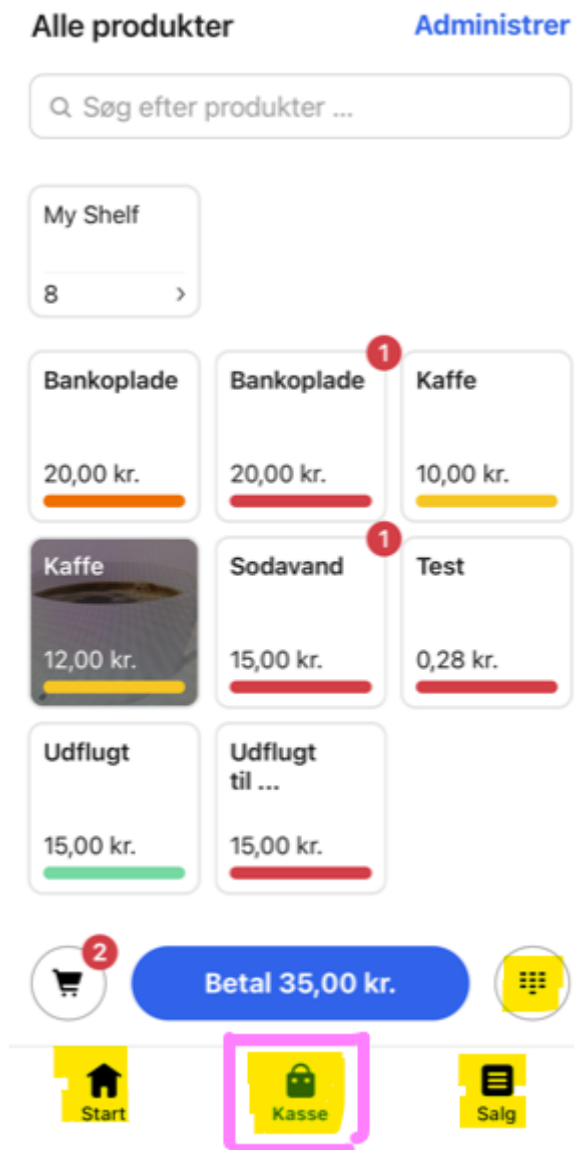 Alle produkter Administrer
Søg efter produkter ...
My Shelf
8 >
1
Bankoplade Bankoplade Kaffe
20,00 kr. 20,00 kr. 10,00 kr.
1
Kaffe Sodavand Test
12,00 kr. 15,00 kr. 0,28 kr.
Udflugt Udflugt
til ...
15,00 kr. 15,00 kr.
2
Betal 35,00 kr.
Start Kasse Salg